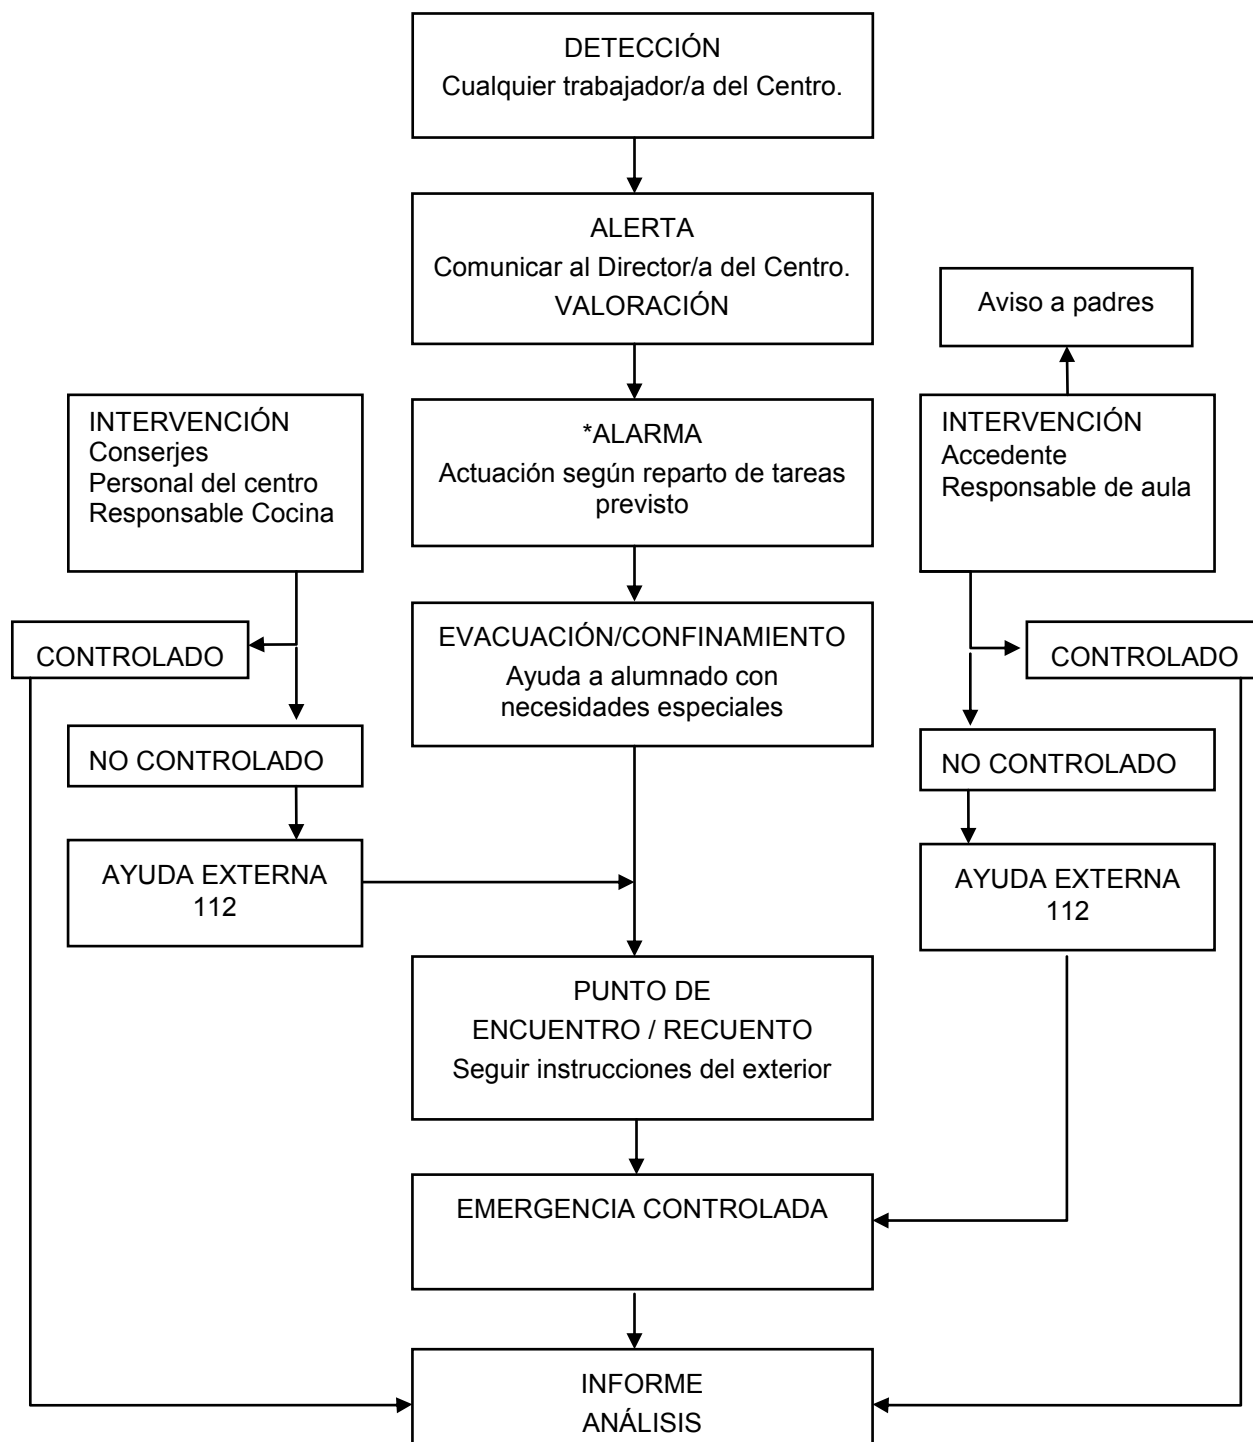 DETECCIÓN
Cualquier trabajador/a del Centro.
ALERTA
Comunicar al Director/a del Centro.
VALORACIÓN
Aviso a padres
INTERVENCIÓN
Conserjes
Personal del centro
Responsable Cocina
*ALARMA
Actuación según reparto de tareas
previsto
INTERVENCIÓN
Accedente
Responsable de aula
CONTROLADO
EVACUACIÓN/CONFINAMIENTO
Ayuda a alumnado con
necesidades especiales
CONTROLADO
NO CONTROLADO
NO CONTROLADO
AYUDA EXTERNA
112
AYUDA EXTERNA
112
PUNTO DE
ENCUENTRO / RECUENTO
Seguir instrucciones del exterior
EMERGENCIA CONTROLADA
INFORME
ANÁLISIS